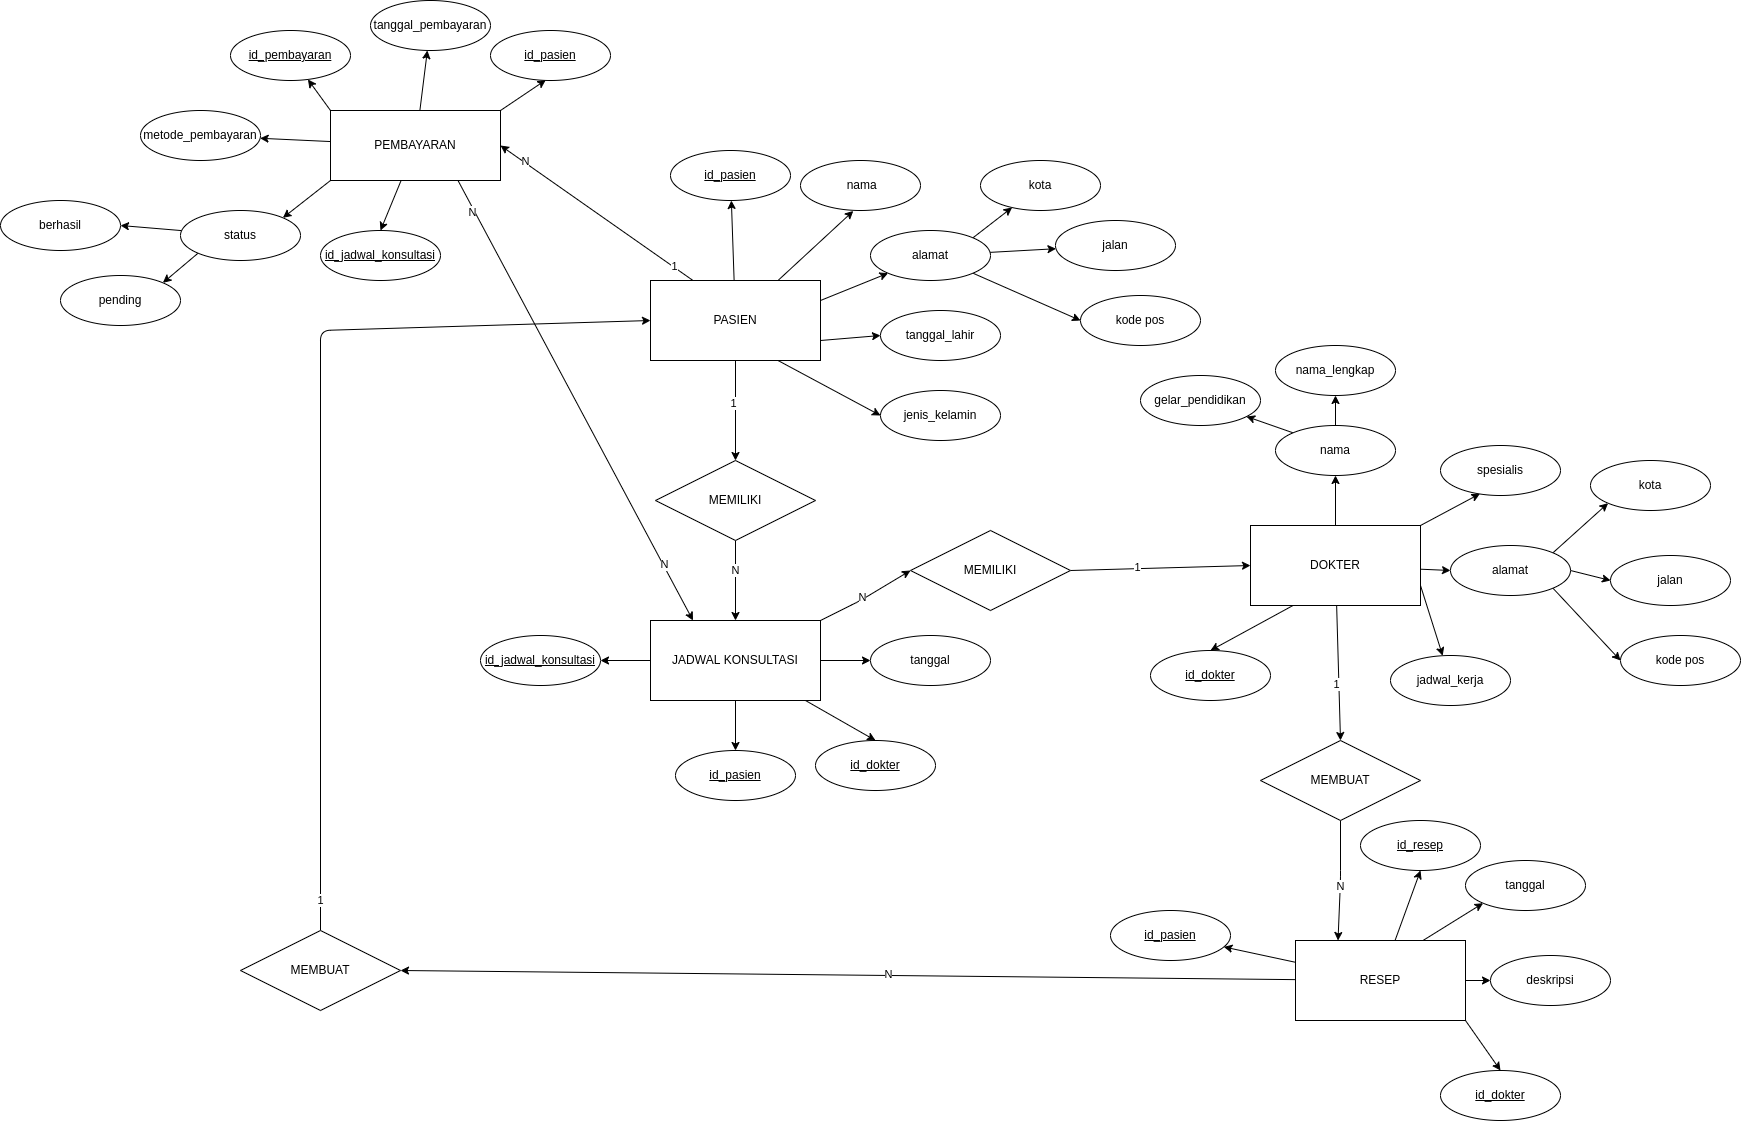 tanggal_pembayaran
id_pembayaran
id_pasien
metode_pembayaran
PEMBAYARAN
N
berhasil
status
id_jadwal_konsultasi
pending
N
1
id_pasien
nama
kota
alamat
jalan
PASIEN
kode pos
tanggal_lahir
jenis_kelamin
1
MEMILIKI
N
N
nama_lengkap
gelar_pendidikan
nama
spesialis
kota
MEMILIKI
1
DOKTER
alamat
jalan
N
id_jadwal_konsultasi
JADWAL KONSULTASI
tanggal
kode pos
id_dokter
jadwal_kerja
1
id_pasien
id_dokter
MEMBUAT
id_resep
N
tanggal
1
id_pasien
MEMBUAT
N
RESEP
deskripsi
id_dokter